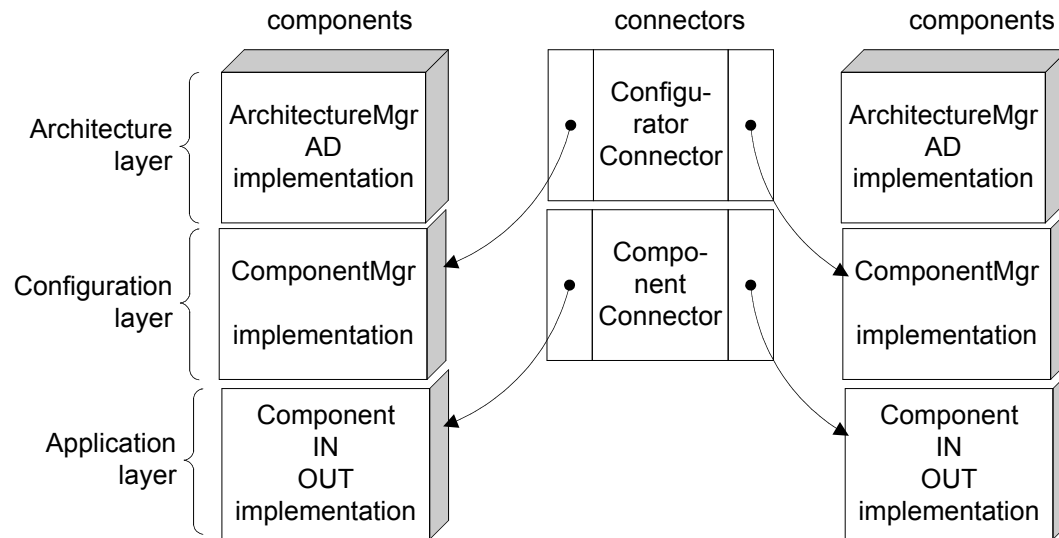 components
connectors
components
Architecture
layer
ArchitectureMgr
AD
implementation
Configu-
rator
Connector
ArchitectureMgr
AD
implementation
Configuration
layer
ComponentMgr
implementation
Compo-
nent
Connector
ComponentMgr
implementation
Application
layer
Component
IN
OUT
implementation
Component
IN
OUT
implementation